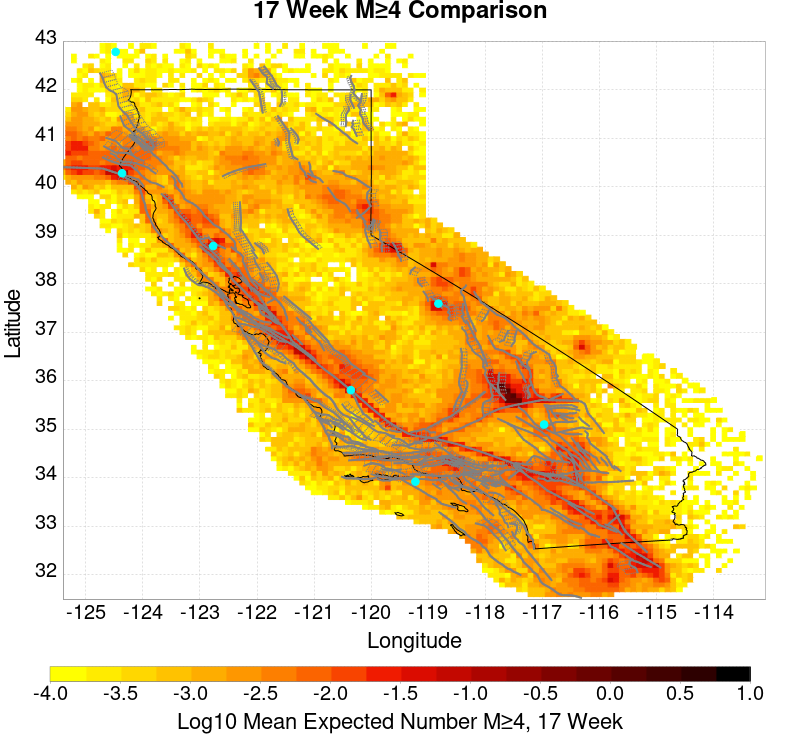 17 Week M≥4 Comparison
43
42
41
40
39
38
37
36
35
34
33
32
Latitude
-125 -124 -123 -122 -121 -120 -119 -118 -117 -116 -115 -114
Longitude
-4.0 -3.5 -3.0 -2.5 -2.0 -1.5 -1.0 -0.5 0.0 0.5 1.0
Log10 Mean Expected Number M≥4, 17 Week